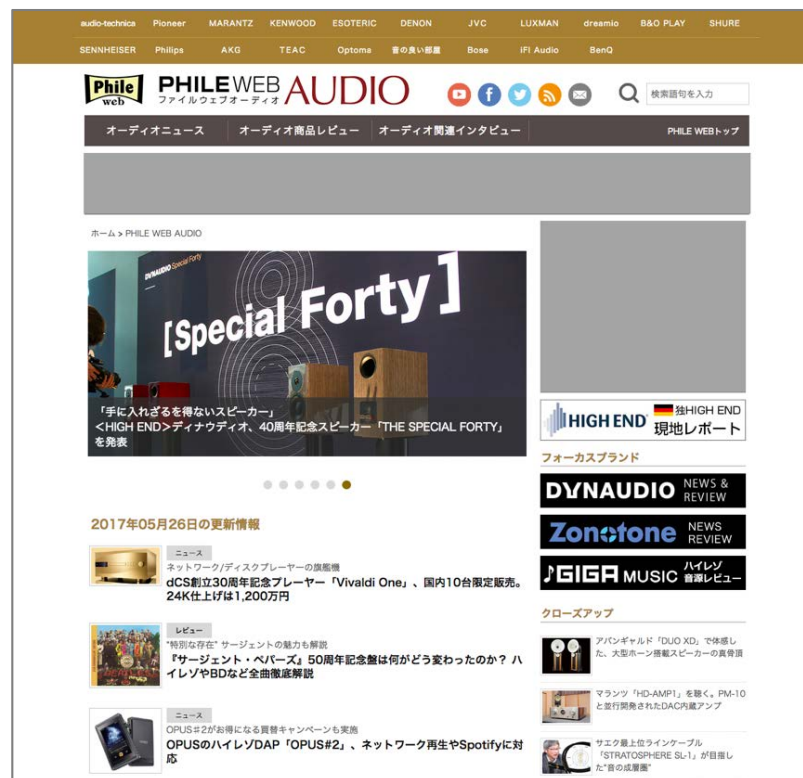 audio-technica Pioneer MARANTZ KENWOOD ESOTERIC DENON JVC LUXMAN dreamio B&O PLAY SHURE
SENNHEISER Philips AKG TEAC Optoma 音の良い部屋 Bose iFI Audio BenQ
Phile web
PHILEWEB AUDIO
ファイルウェブオーディオ
検索語句を入力
オーディオニュース オーディオ商品レビュー オーディオ関連インタビュー PHILE WEBトップ
ホーム > PHILE WEB AUDIO
DYNAUDIO Special Forty
[Special Forty]
「手に入れざるを得ないスピーカー」
<HIGH END>ディナウディオ、40周年記念スピーカー「THE SPECIAL FORTY」
を発表
2017年05月26日の更新情報
ニュース
ネットワーク/ディスクプレーヤーの旗艦機
dCS創立30周年記念プレーヤー「Vivaldi One」、国内10台限定販売。
24K仕上げは1,200万円
レビュー
"特別な存在" サージェントの魅力も解説
『サージェント・ペパーズ』50周年記念盤は何がどう変わったのか? ハ
イレゾやBDなど全曲徹底解説
ニュース
OPUS#2がお得になる買替キャンペーンも実施
OPUSのハイレゾDAP「OPUS#2」、ネットワーク再生やSpotifyに対
応
HIGH END 独HIGH END
現地レポート
フォーカスブランド
DYNAUDIO NEWS &
REVIEW
Zonotone NEWS
REVIEW
GIGA MUSIC ハイレゾ
音源レビュー
クローズアップ
アバンギャルド「DUO XD」で体感し
た、大型ホーン搭載スピーカーの真骨頂
マランツ「HD-AMP1」を聴く。PM-10
と並行開発されたDAC内蔵アンプ
サエク最上位ラインケーブル
「STRATOSPHERE SL-1」が目指し
た"音の成層圏"